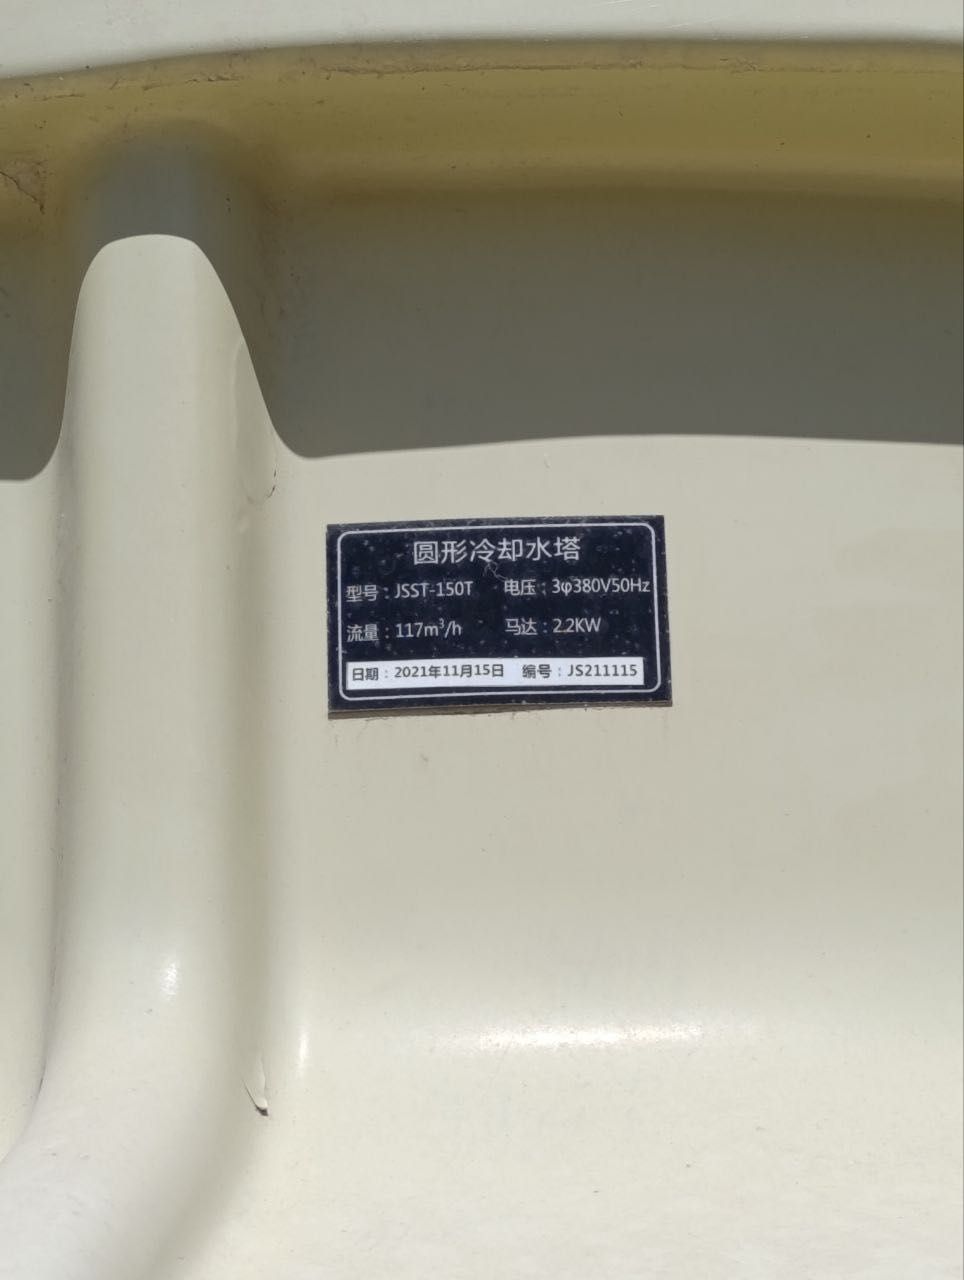 圆形冷却水塔
型号：JSST-150T 电压：3φ380V50Hz
流量：117m³/h 马达：2.2KW
日期：2021年11月15日 编号：JS211115